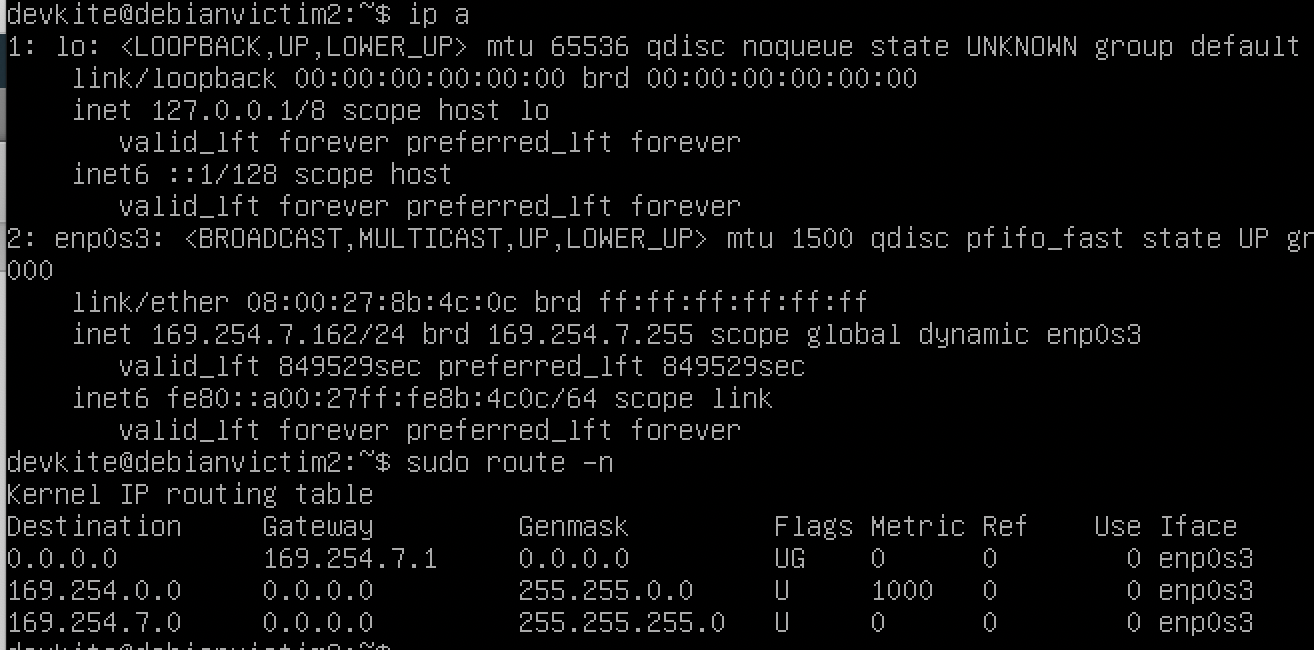 devkite@debianvictim2:~$ ip a
1: lo: <LOOPBACK,UP,LOWER_UP> mtu 65536 qdisc noqueue state UNKNOWN group default
    link/loopback 00:00:00:00:00:00 brd 00:00:00:00:00:00
    inet 127.0.0.1/8 scope host lo
       valid_lft forever preferred_lft forever
    inet6 ::1/128 scope host
       valid_lft forever preferred_lft forever
2: enp0s3: <BROADCAST,MULTICAST,UP,LOWER_UP> mtu 1500 qdisc pfifo_fast state UP gr
000
    link/ether 08:00:27:8b:4c:0c brd ff:ff:ff:ff:ff:ff
    inet 169.254.7.162/24 brd 169.254.7.255 scope global dynamic enp0s3
       valid_lft 849529sec preferred_lft 849529sec
    inet6 fe80::a00:27ff:fe8b:4c0c/64 scope link
       valid_lft forever preferred_lft forever
devkite@debianvictim2:~$ sudo route -n
Kernel IP routing table
Destination     Gateway         Genmask         Flags Metric Ref    Use Iface
0.0.0.0         169.254.7.1     0.0.0.0         UG    0      0        0 enp0s3
169.254.0.0     0.0.0.0         255.255.0.0     U     1000   0        0 enp0s3
169.254.7.0     0.0.0.0         255.255.255.0   U     0      0        0 enp0s3
devkite@debianvictim2:~$